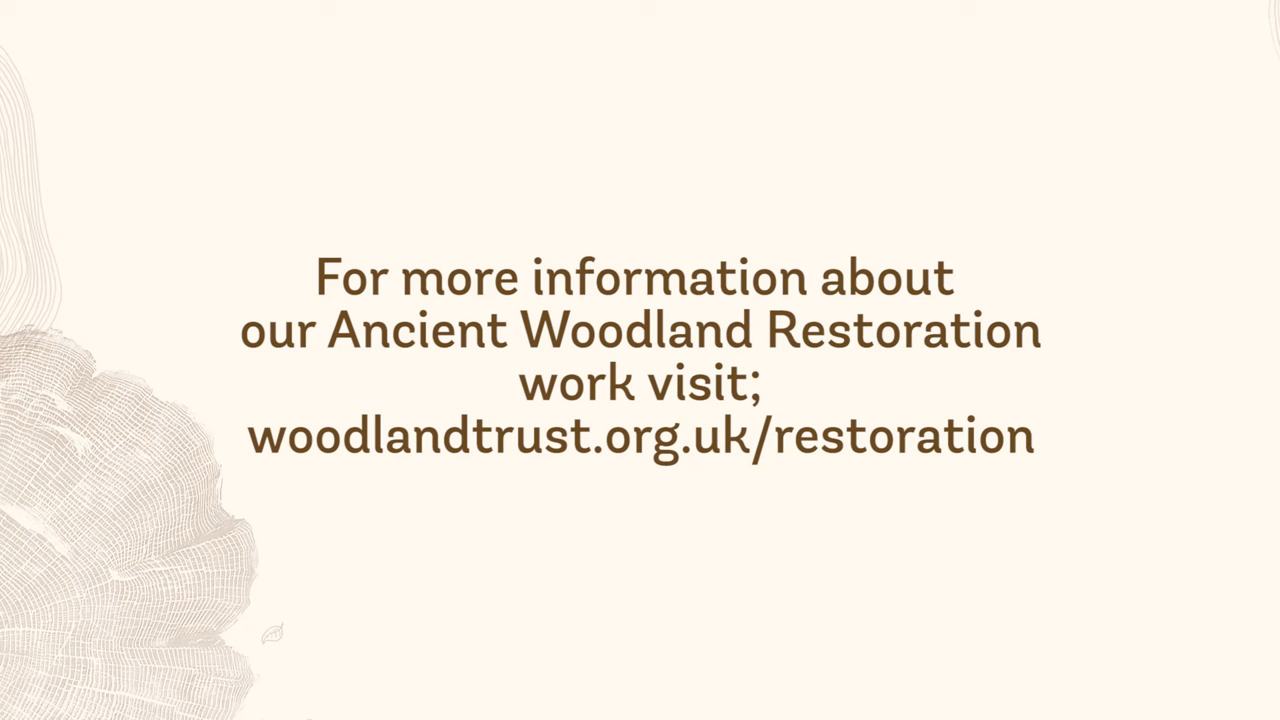 For more information about
our Ancient Woodland Restoration
work visit;
woodlandtrust.org.uk/restoration